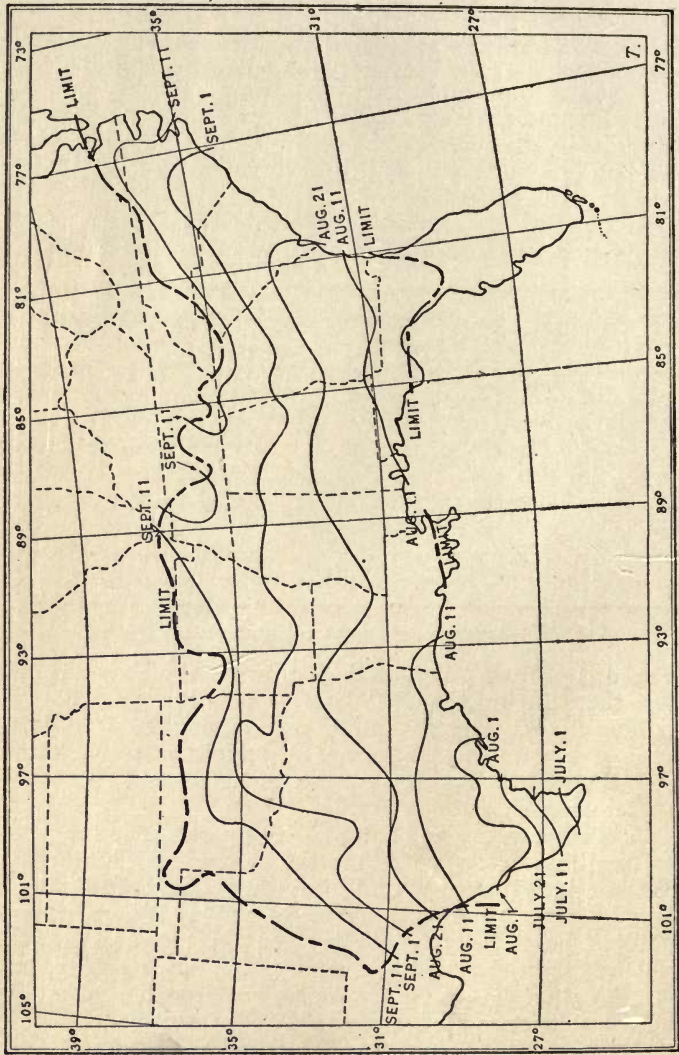 73°
35°
31°
27°
77°
T.
LIMIT
SEPT. 11
SEPT. 1
77°
AUG. 21
AUG. 11
LIMIT
81°
81°
85°
85°
LIMIT
SEPT. 11
SEPT. 11
89°
AUG. 11
LIMIT
89°
LIMIT
93°
AUG. 11
93°
AUG. 1
97°
JULY. 1
97°
101°
SEPT. 11
SEPT. 1
AUG. 21
AUG. 11
LIMIT
AUG. 1
JULY 21
JULY. 11
101°
105°
39°
35°
31°
27°